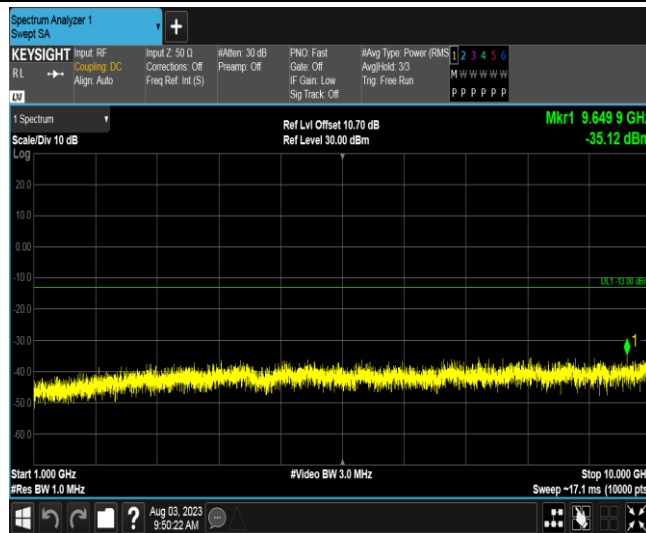 Spectrum Analyzer 1
Swept SA
KEYSIGHT
RL
LXI
Input: RF
Coupling: DC
Align: Auto
Input Z: 50 Ω
Corrections: Off
Freq Ref: Int (S)
#Atten: 30 dB
Preamp: Off
PNO: Fast
Gate: Off
IF Gain: Low
Sig Track: Off
#Avg Type: Power (RMS
Avg|Hold: 3/3
Trig: Free Run
1 2 3 4 5 6
M W W W W W
P P P P P P
1 Spectrum
Scale/Div 10 dB
Log
Ref Lvl Offset 10.70 dB
Ref Level 30.00 dBm
Mkr1 9.649 9 GHz
-35.12 dBm
20.0
10.0
0.00
-10.0
-20.0
-30.0
-40.0
-50.0
-60.0
DL1 -13.00 dBm
1
Start 1.000 GHz
#Res BW 1.0 MHz
#Video BW 3.0 MHz
Stop 10.000 GH
Sweep ~17.1 ms (10000 pts
?
Aug 03, 2023
9:50:22 AM